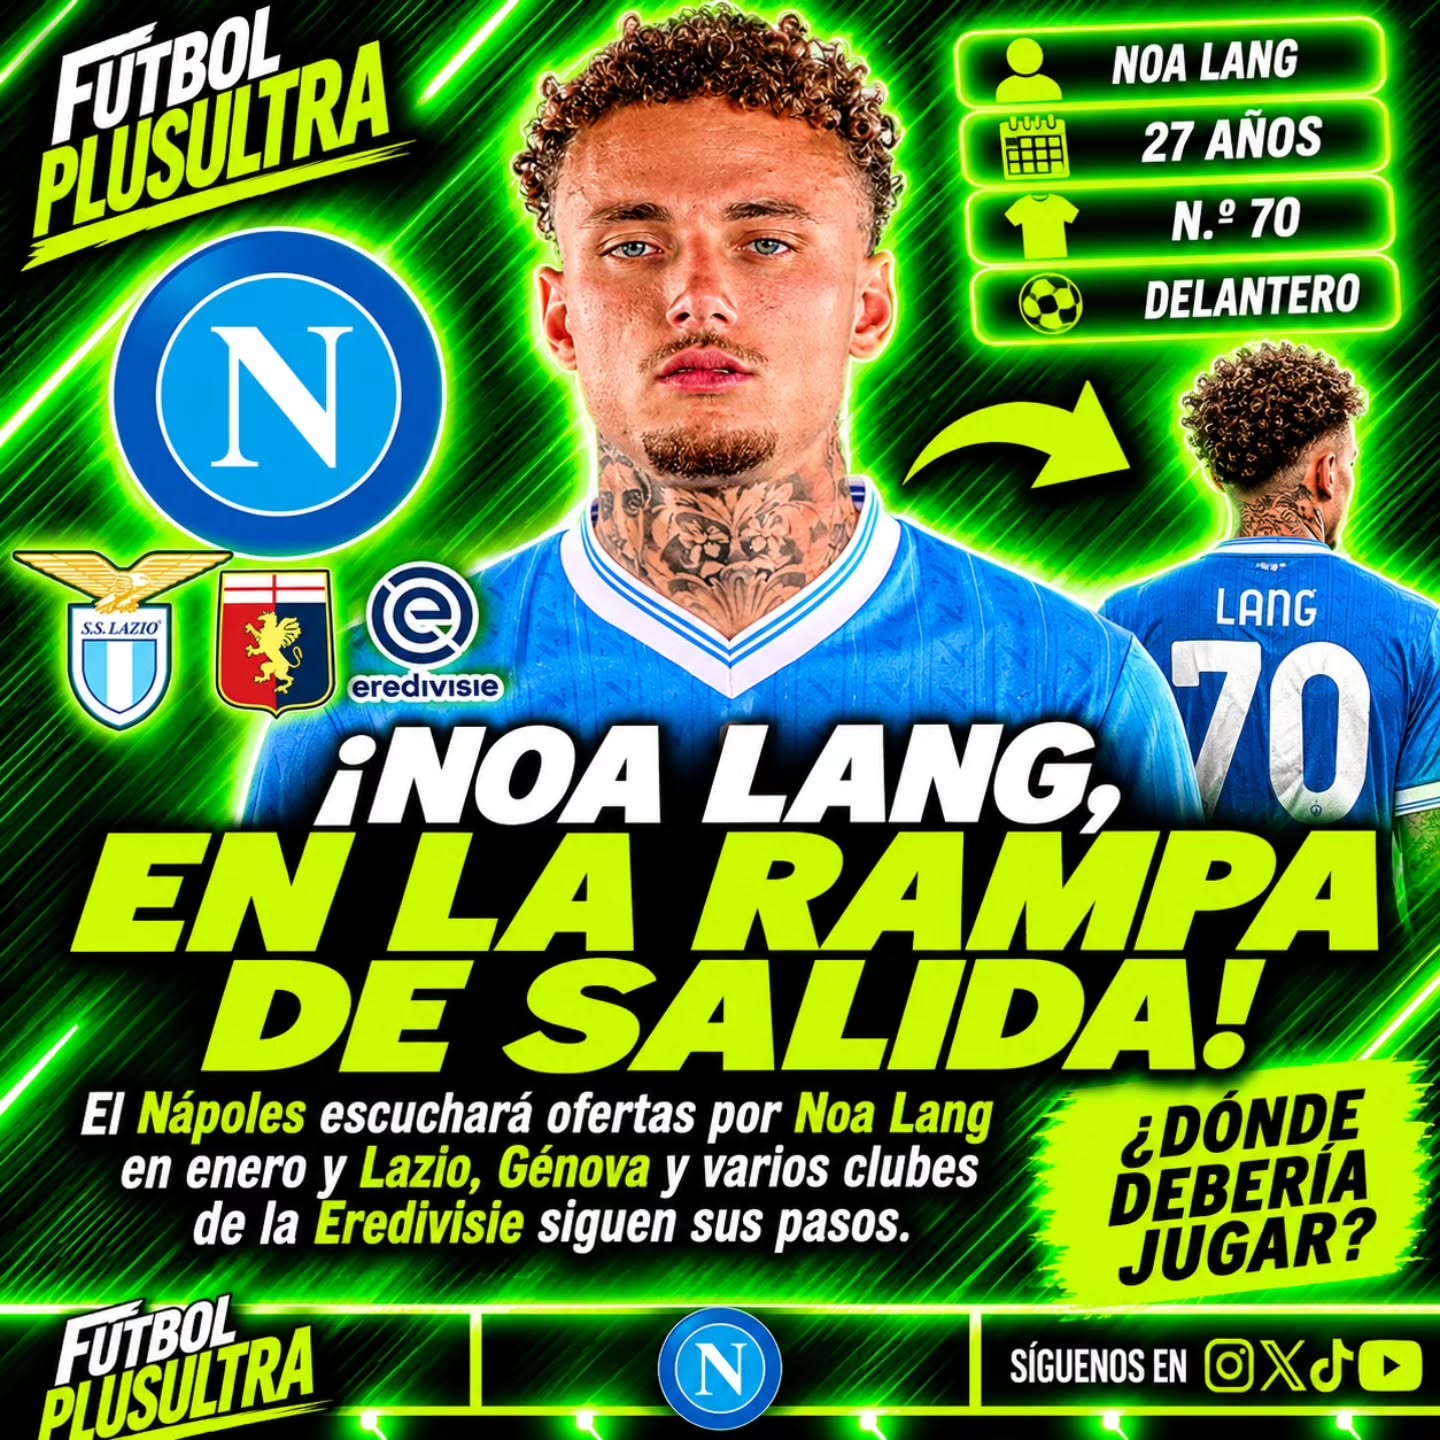 FÚTBOL
PLUSULTRA
NOA LANG
27 AÑOS
N.º 70
DELANTERO
N
S.S. LAZIO
eredivisie
LANG
70
¡NOA LANG,
EN LA RAMPA
DE SALIDA!
El Nápoles escuchará ofertas por Noa Lang
en enero y Lazio, Génova y varios clubes
de la Eredivisie siguen sus pasos.
¿DÓNDE
DEBERÍA
JUGAR?
FÚTBOL
PLUSULTRA
N
SÍGUENOS EN